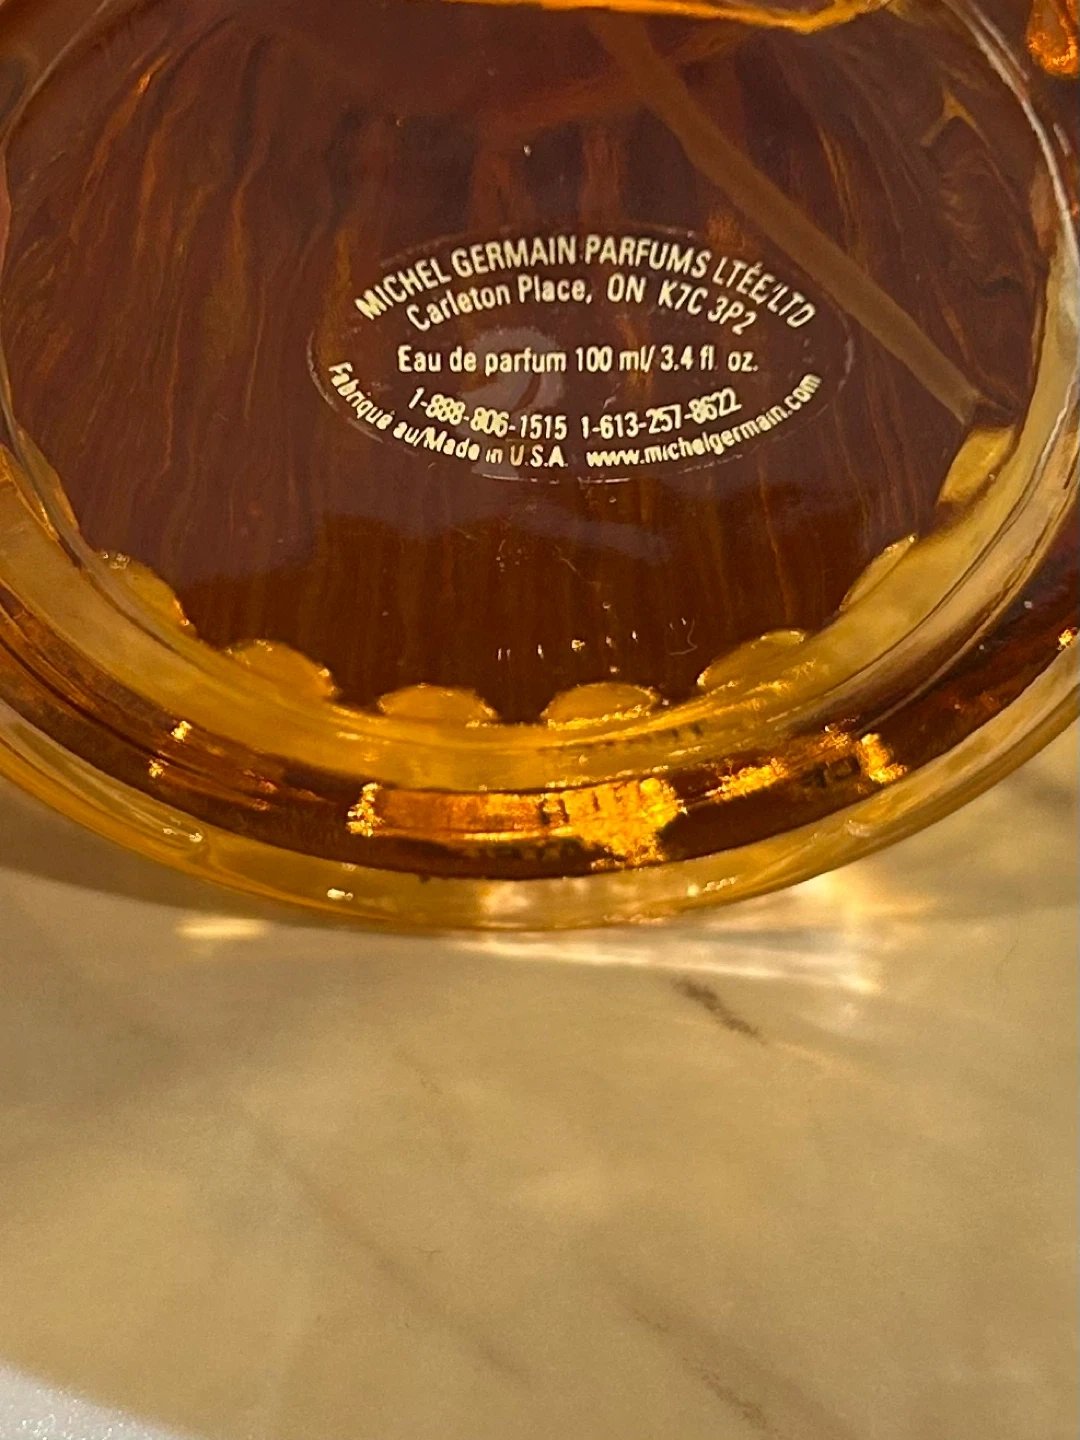 MICHEL GERMAIN PARFUMS LTÉE/LTD
Carleton Place, ON K7C 3P2
Eau de parfum 100 ml/ 3.4 fl. oz.
1-888-806-1515 1-613-257-8622
Fabriqué au/Made in U.S.A. www.michelgermain.com